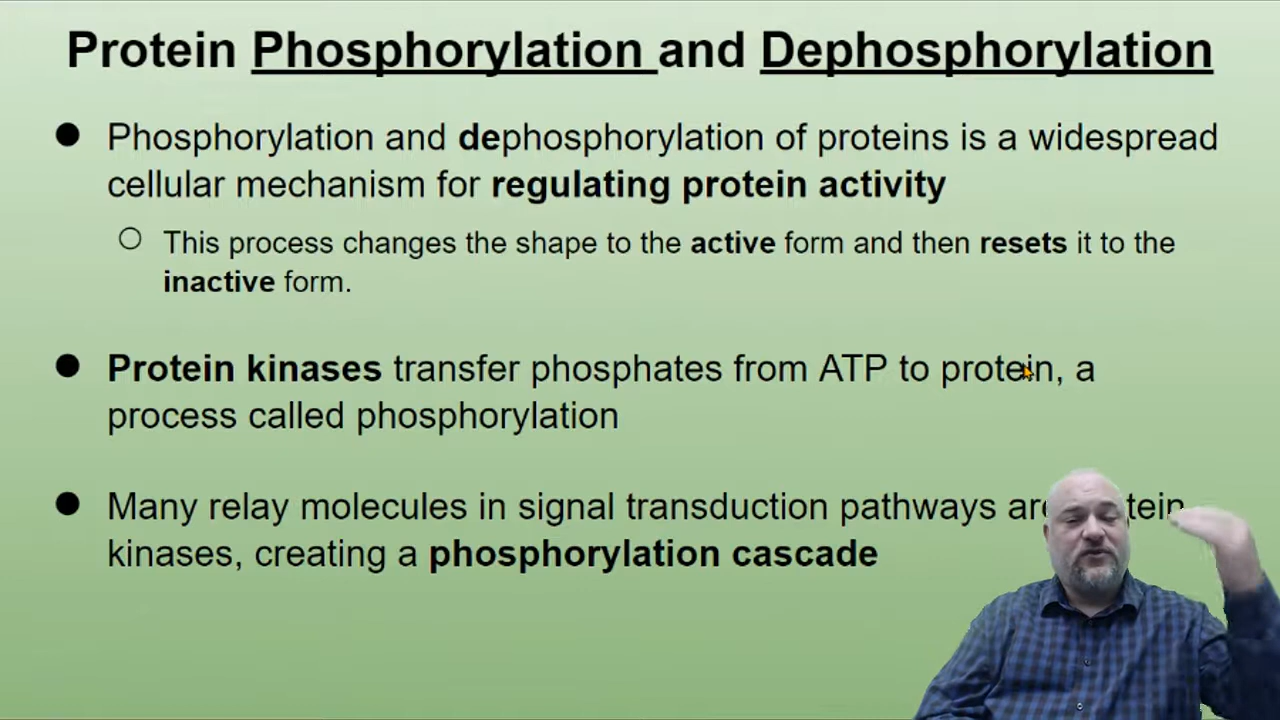 Protein Phosphorylation and Dephosphorylation
● Phosphorylation and dephosphorylation of proteins is a widespread
cellular mechanism for regulating protein activity
○ This process changes the shape to the active form and then resets it to the
inactive form.
● Protein kinases transfer phosphates from ATP to protein, a
process called phosphorylation
● Many relay molecules in signal transduction pathways
kinases, creating a phosphorylation cascade